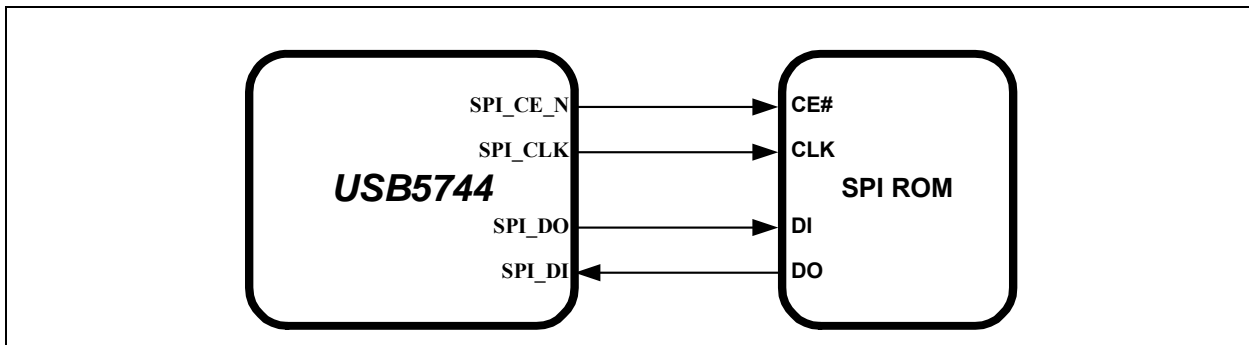 SPI_CE_N CE#
SPI_CLK CLK
USB5744 SPI ROM
SPI_DO DI
SPI_DI DO